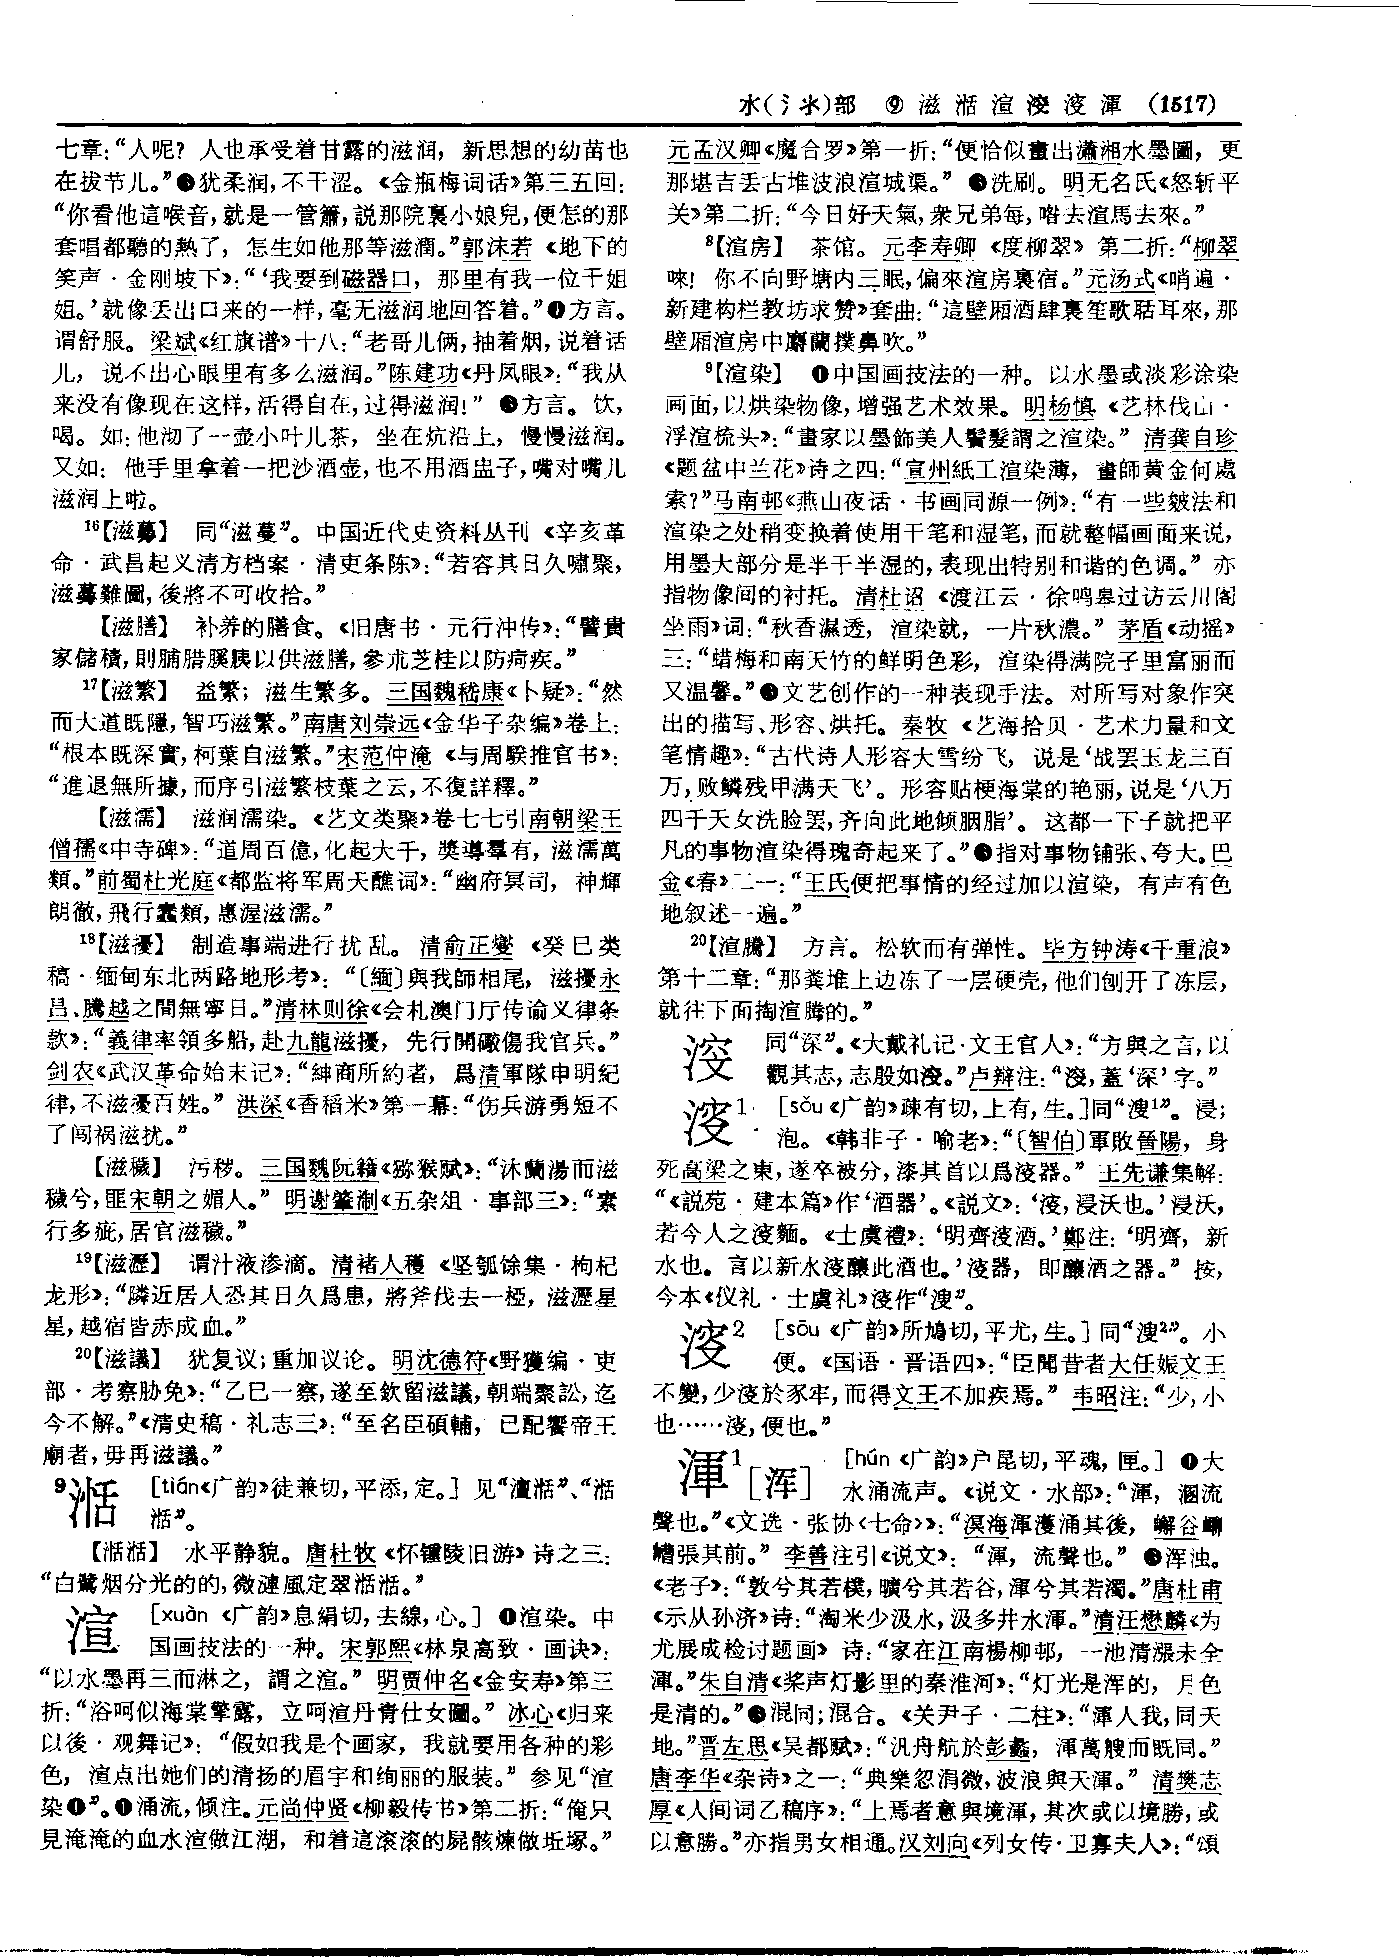 水(氵氺)部 ⑨ 滋湉渲㴱溲渾 (1517)
七章：“人呢？人也承受着甘露的滋润，新思想的幼苗也
在拔节儿。”❸犹柔润，不干涩。《金瓶梅词话》第三五回：
“你看他這喉音，就是一管簫，説那院裏小娘兒，便怎的那
套唱都聽的熱了，怎生如他那等滋潤。”郭沫若《地下的
笑声·金刚坡下》：“‘我要到磁器口，那里有我一位干姐
姐。’就像丢出口来的一样，毫无滋润地回答着。”❹方言。
谓舒服。梁斌《红旗谱》十八：“老哥儿俩，抽着烟，说着话
儿，说不出心眼里有多么滋润。”陈建功《丹凤眼》：“我从
来没有像现在这样，活得自在，过得滋润！”❺方言。饮，
喝。如：他沏了一壶小叶儿茶，坐在炕沿上，慢慢滋润。
又如：他手里拿着一把沙酒壶，也不用酒盅子，嘴对嘴儿
滋润上啦。
16【滋蔓】 同“滋蔓”。中国近代史资料丛刊《辛亥革
命·武昌起义清方档案·清吏条陈》：“若容其日久嘯聚，
滋蔓難圖，後將不可收拾。”
【滋膳】 补养的膳食。《旧唐书·元行冲传》：“譬貴
家儲積，則脯腊膎胰以供滋膳，參朮芝桂以防痾疾。”
17【滋繁】 益繁；滋生繁多。三国魏嵇康《卜疑》：“然
而大道既隱，智巧滋繁。”南唐刘崇远《金华子杂编》卷上：
“根本既深實，柯葉自滋繁。”宋范仲淹《与周骙推官书》：
“進退無所據，而序引滋繁枝葉之云，不復詳釋。”
【滋濡】 滋润濡染。《艺文类聚》卷七七引南朝梁王
僧孺《中寺碑》：“道周百億，化起大千，奬導羣有，滋濡萬
類。”前蜀杜光庭《都监将军周天醮词》：“幽府冥司，神輝
朗徹，飛行蠢類，惠渥滋濡。”
18【滋擾】 制造事端进行扰乱。清俞正燮《癸巳类
稿·缅甸东北两路地形考》：“〔緬〕與我師相尾，滋擾永
昌、騰越之間無寧日。”清林则徐《会札澳门厅传谕义律条
款》：“義律率領多船，赴九龍滋擾，先行開礮傷我官兵。”
剑农《武汉革命始末记》：“紳商所約者，爲清軍隊申明紀
律，不滋擾百姓。”洪深《香稻米》第一幕：“伤兵游勇短不
了闯祸滋扰。”
【滋穢】 污秽。三国魏阮籍《猕猴赋》：“沐蘭湯而滋
穢兮，匪宋朝之媚人。”明谢肇淛《五杂俎·事部三》：“素
行多疵，居官滋穢。”
19【滋瀝】 谓汁液渗滴。清褚人穫《坚瓠馀集·枸杞
龙形》：“隣近居人恐其日久爲患，將斧伐去一椏，滋瀝星
星，越宿皆赤成血。”
20【滋議】 犹复议；重加议论。明沈德符《野獲编·吏
部·考察胁免》：“乙巳一察，遂至欽留滋議，朝端聚訟，迄
今不解。”《清史稿·礼志三》：“至名臣碩輔，已配饗帝王
廟者，毋再滋議。”
9湉 [tián《广韵》徒兼切，平添，定。]见“澶湉”、“湉
湉”。
【湉湉】 水平静貌。唐杜牧《怀锺陵旧游》诗之三：
“白鷺烟分光的的，微漣風定翠湉湉。”
渲 [xuàn《广韵》息絹切，去線，心。]❶渲染。中
国画技法的一种。宋郭熙《林泉高致·画诀》：
“以水墨再三而淋之，謂之渲。”明贾仲名《金安寿》第三
折：“浴呵似海棠擎露，立呵渲丹青仕女圖。”冰心《归来
以後·观舞记》：“假如我是个画家，我就要用各种的彩
色，渲点出她们的清扬的眉宇和绚丽的服装。”参见“渲
染❶”。❷涌流，倾注。元尚仲贤《柳毅传书》第二折：“俺只
見淹淹的血水渲做江湖，和着這滚滚的屍骸煉做坵塚。”
元孟汉卿《魔合罗》第一折：“便恰似畫出瀟湘水墨圖，更
那堪吉丢古堆波浪渲城渠。”❸洗刷。明无名氏《怒斩平
关》第二折：“今日好天氣，衆兄弟每，喒去渲馬去來。”
8【渲房】 茶馆。元李寿卿《度柳翠》第二折：“柳翠
唻！你不向野塘内三眠，偏來渲房裏宿。”元汤式《哨遍·
新建构栏教坊求赞》套曲：“這壁厢酒肆裏笙歌聒耳來，那
壁厢渲房中麝蘭撲鼻吹。”
9【渲染】 ❶中国画技法的一种。以水墨或淡彩涂染
画面，以烘染物像，增强艺术效果。明杨慎《艺林伐山·
浮渲梳头》：“畫家以墨飾美人鬢髮謂之渲染。”清龚自珍
《题盆中兰花》诗之四：“宣州紙工渲染薄，畫師黄金何處
索？”马南邨《燕山夜话·书画同源一例》：“有一些皴法和
渲染之处稍变换着使用干笔和湿笔，而就整幅画面来说，
用墨大部分是半干半湿的，表现出特别和谐的色调。”亦
指物像间的衬托。清杜诏《渡江云·徐鸣皋过访云川阁
坐雨》词：“秋香濕透，渲染就，一片秋濃。”茅盾《动摇》
三：“蜡梅和南天竹的鲜明色彩，渲染得满院子里富丽而
又温馨。”❷文艺创作的一种表现手法。对所写对象作突
出的描写、形容、烘托。秦牧《艺海拾贝·艺术力量和文
笔情趣》：“古代诗人形容大雪纷飞，说是‘战罢玉龙三百
万，败鳞残甲满天飞’。形容贴梗海棠的艳丽，说是‘八万
四千天女洗脸罢，齐向此地倾胭脂’。这都一下子就把平
凡的事物渲染得瑰奇起来了。”❸指对事物铺张、夸大。巴
金《春》二一：“王氏便把事情的经过加以渲染，有声有色
地叙述一遍。”
20【渲騰】 方言。松软而有弹性。毕方钟涛《千重浪》
第十二章：“那粪堆上边冻了一层硬壳，他们刨开了冻层，
就往下面掏渲腾的。”
㴱 同“深”。《大戴礼记·文王官人》：“方與之言，以
觀其志，志殷如㴱。”卢辩注：“㴱，蓋‘深’字。”
溲1 [sǒu《广韵》疎有切，上有，生。]同“溲1”。浸；
泡。《韩非子·喻老》：“〔智伯〕軍敗晉陽，身
死高梁之東，遂卒被分，漆其首以爲溲器。”王先谦集解：
“《説苑·建本篇》作‘酒器’。《説文》：‘溲，浸沃也。’浸沃，
若今人之溲麵。《士虞禮》：‘明齊溲酒。’鄭注：‘明齊，新
水也。言以新水溲釀此酒也。’溲器，即釀酒之器。”按，
今本《仪礼·士虞礼》溲作“溲”。
溲2 [sōu《广韵》所鳩切，平尤，生。]同“溲2”。小
便。《国语·晋语四》：“臣聞昔者大任娠文王
不變，少溲於豕牢，而得文王不加疾焉。”韦昭注：“少，小
也……溲，便也。”
渾1[浑] [hún《广韵》户昆切，平魂，匣。]❶大
水涌流声。《说文·水部》：“渾，溷流
聲也。”《文选·张协〈七命〉》：“溟海渾濩涌其後，嶰谷㟹
嶆張其前。”李善注引《说文》：“渾，流聲也。”❷浑浊。
《老子》：“敦兮其若樸，曠兮其若谷，渾兮其若濁。”唐杜甫
《示从孙济》诗：“淘米少汲水，汲多井水渾。”清汪懋麟《为
尤展成检讨题画》诗：“家在江南楊柳邨，一池清漲未全
渾。”朱自清《桨声灯影里的秦淮河》：“灯光是浑的，月色
是清的。”❸混同；混合。《关尹子·二柱》：“渾人我，同天
地。”晋左思《吴都赋》：“汎舟航於彭蠡，渾萬艘而既同。”
唐李华《杂诗》之一：“典樂忽涓微，波浪與天渾。”清樊志
厚《人间词乙稿序》：“上焉者意與境渾，其次或以境勝，或
以意勝。”亦指男女相通。汉刘向《列女传·卫寡夫人》：“頌